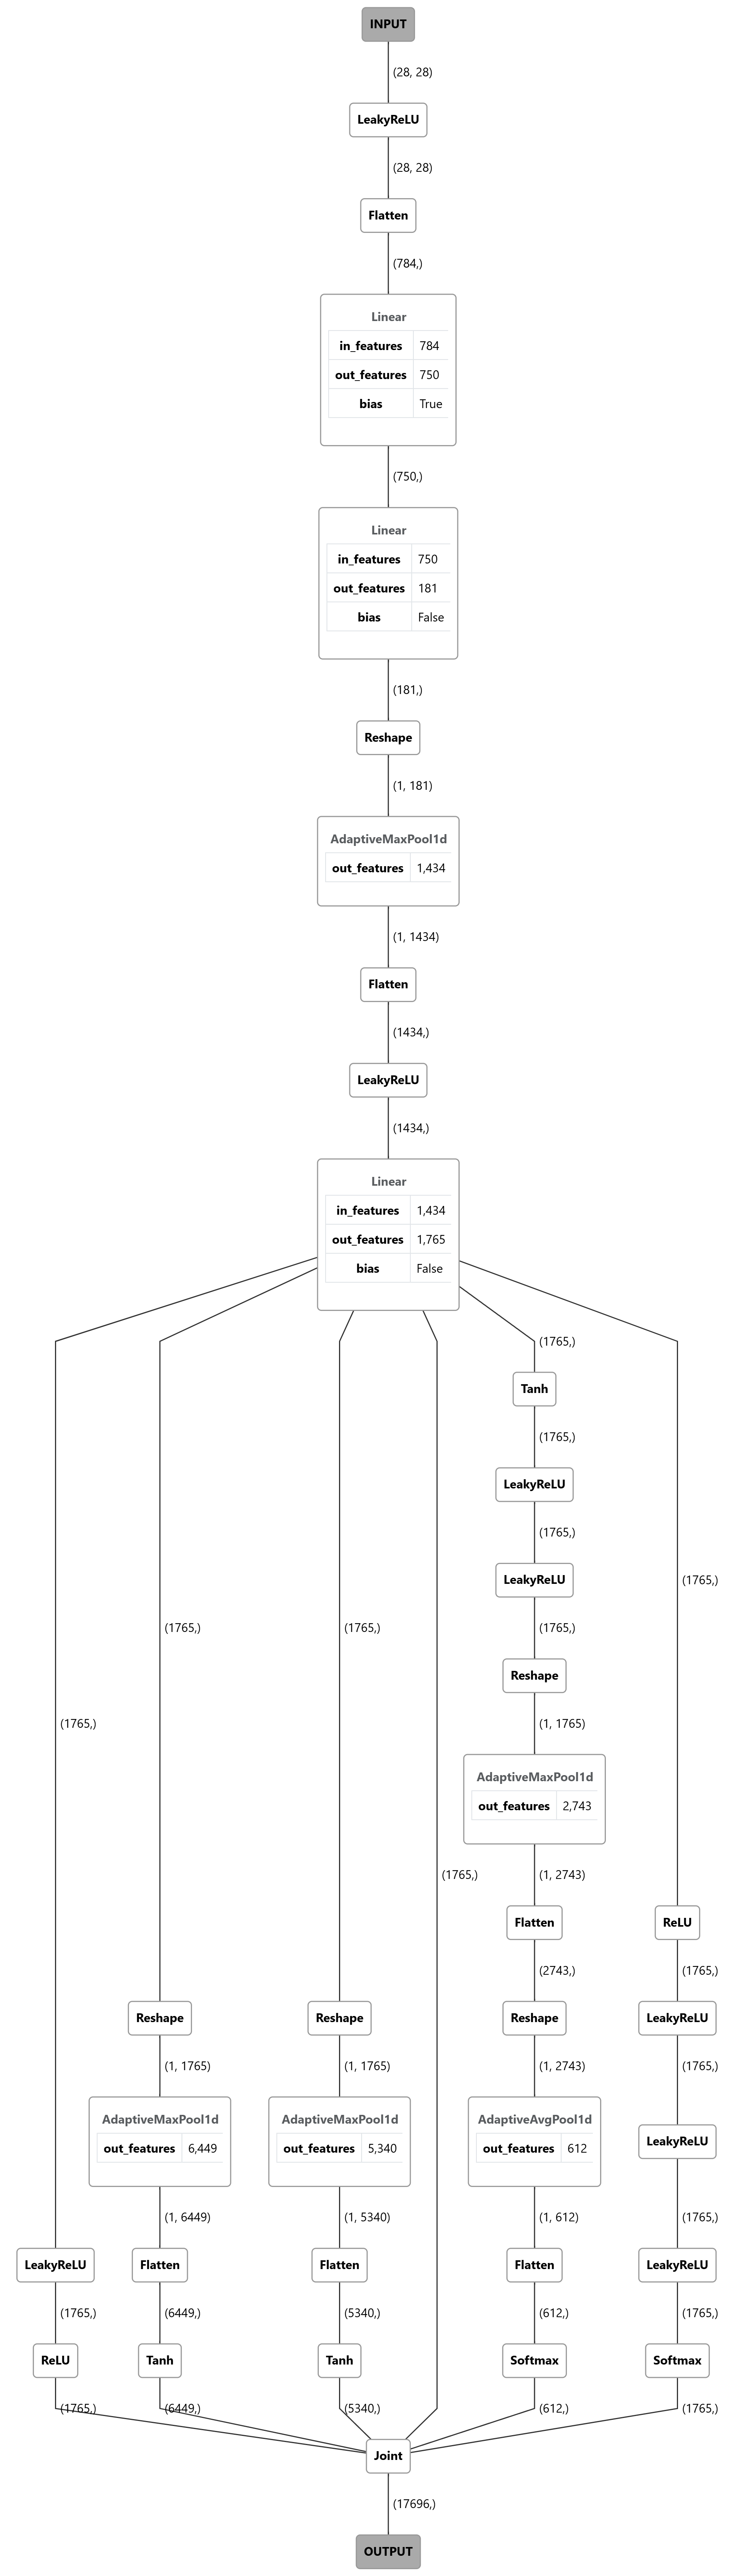 INPUT
(28, 28)
LeakyReLU
(28, 28)
Flatten
(784,)
Linear
in_features 784
out_features 750
bias True
(750,)
Linear
in_features 750
out_features 181
bias False
(181,)
Reshape
(1, 181)
AdaptiveMaxPool1d
out_features 1,434
(1, 1434)
Flatten
(1434,)
LeakyReLU
(1434,)
Linear
in_features 1,434
out_features 1,765
bias False
(1765,)
Tanh
(1765,)
LeakyReLU
(1765,)
LeakyReLU
(1765,)
(1765,)
(1765,)
(1765,)
Reshape
(1765,)
(1, 1765)
AdaptiveMaxPool1d
out_features 2,743
(1765,)
(1, 2743)
Flatten
ReLU
(2743,)
(1765,)
Reshape
Reshape
Reshape
LeakyReLU
(1, 1765)
(1, 1765)
(1, 2743)
(1765,)
AdaptiveMaxPool1d
out_features 6,449
AdaptiveMaxPool1d
out_features 5,340
AdaptiveAvgPool1d
out_features 612
LeakyReLU
(1, 6449)
(1, 5340)
(1, 612)
(1765,)
LeakyReLU
Flatten
Flatten
Flatten
LeakyReLU
(1765,)
(6449,)
(5340,)
(612,)
(1765,)
ReLU
Tanh
Tanh
Softmax
Softmax
(1765,)
(6449,)
(5340,)
(612,)
(1765,)
Joint
(17696,)
OUTPUT